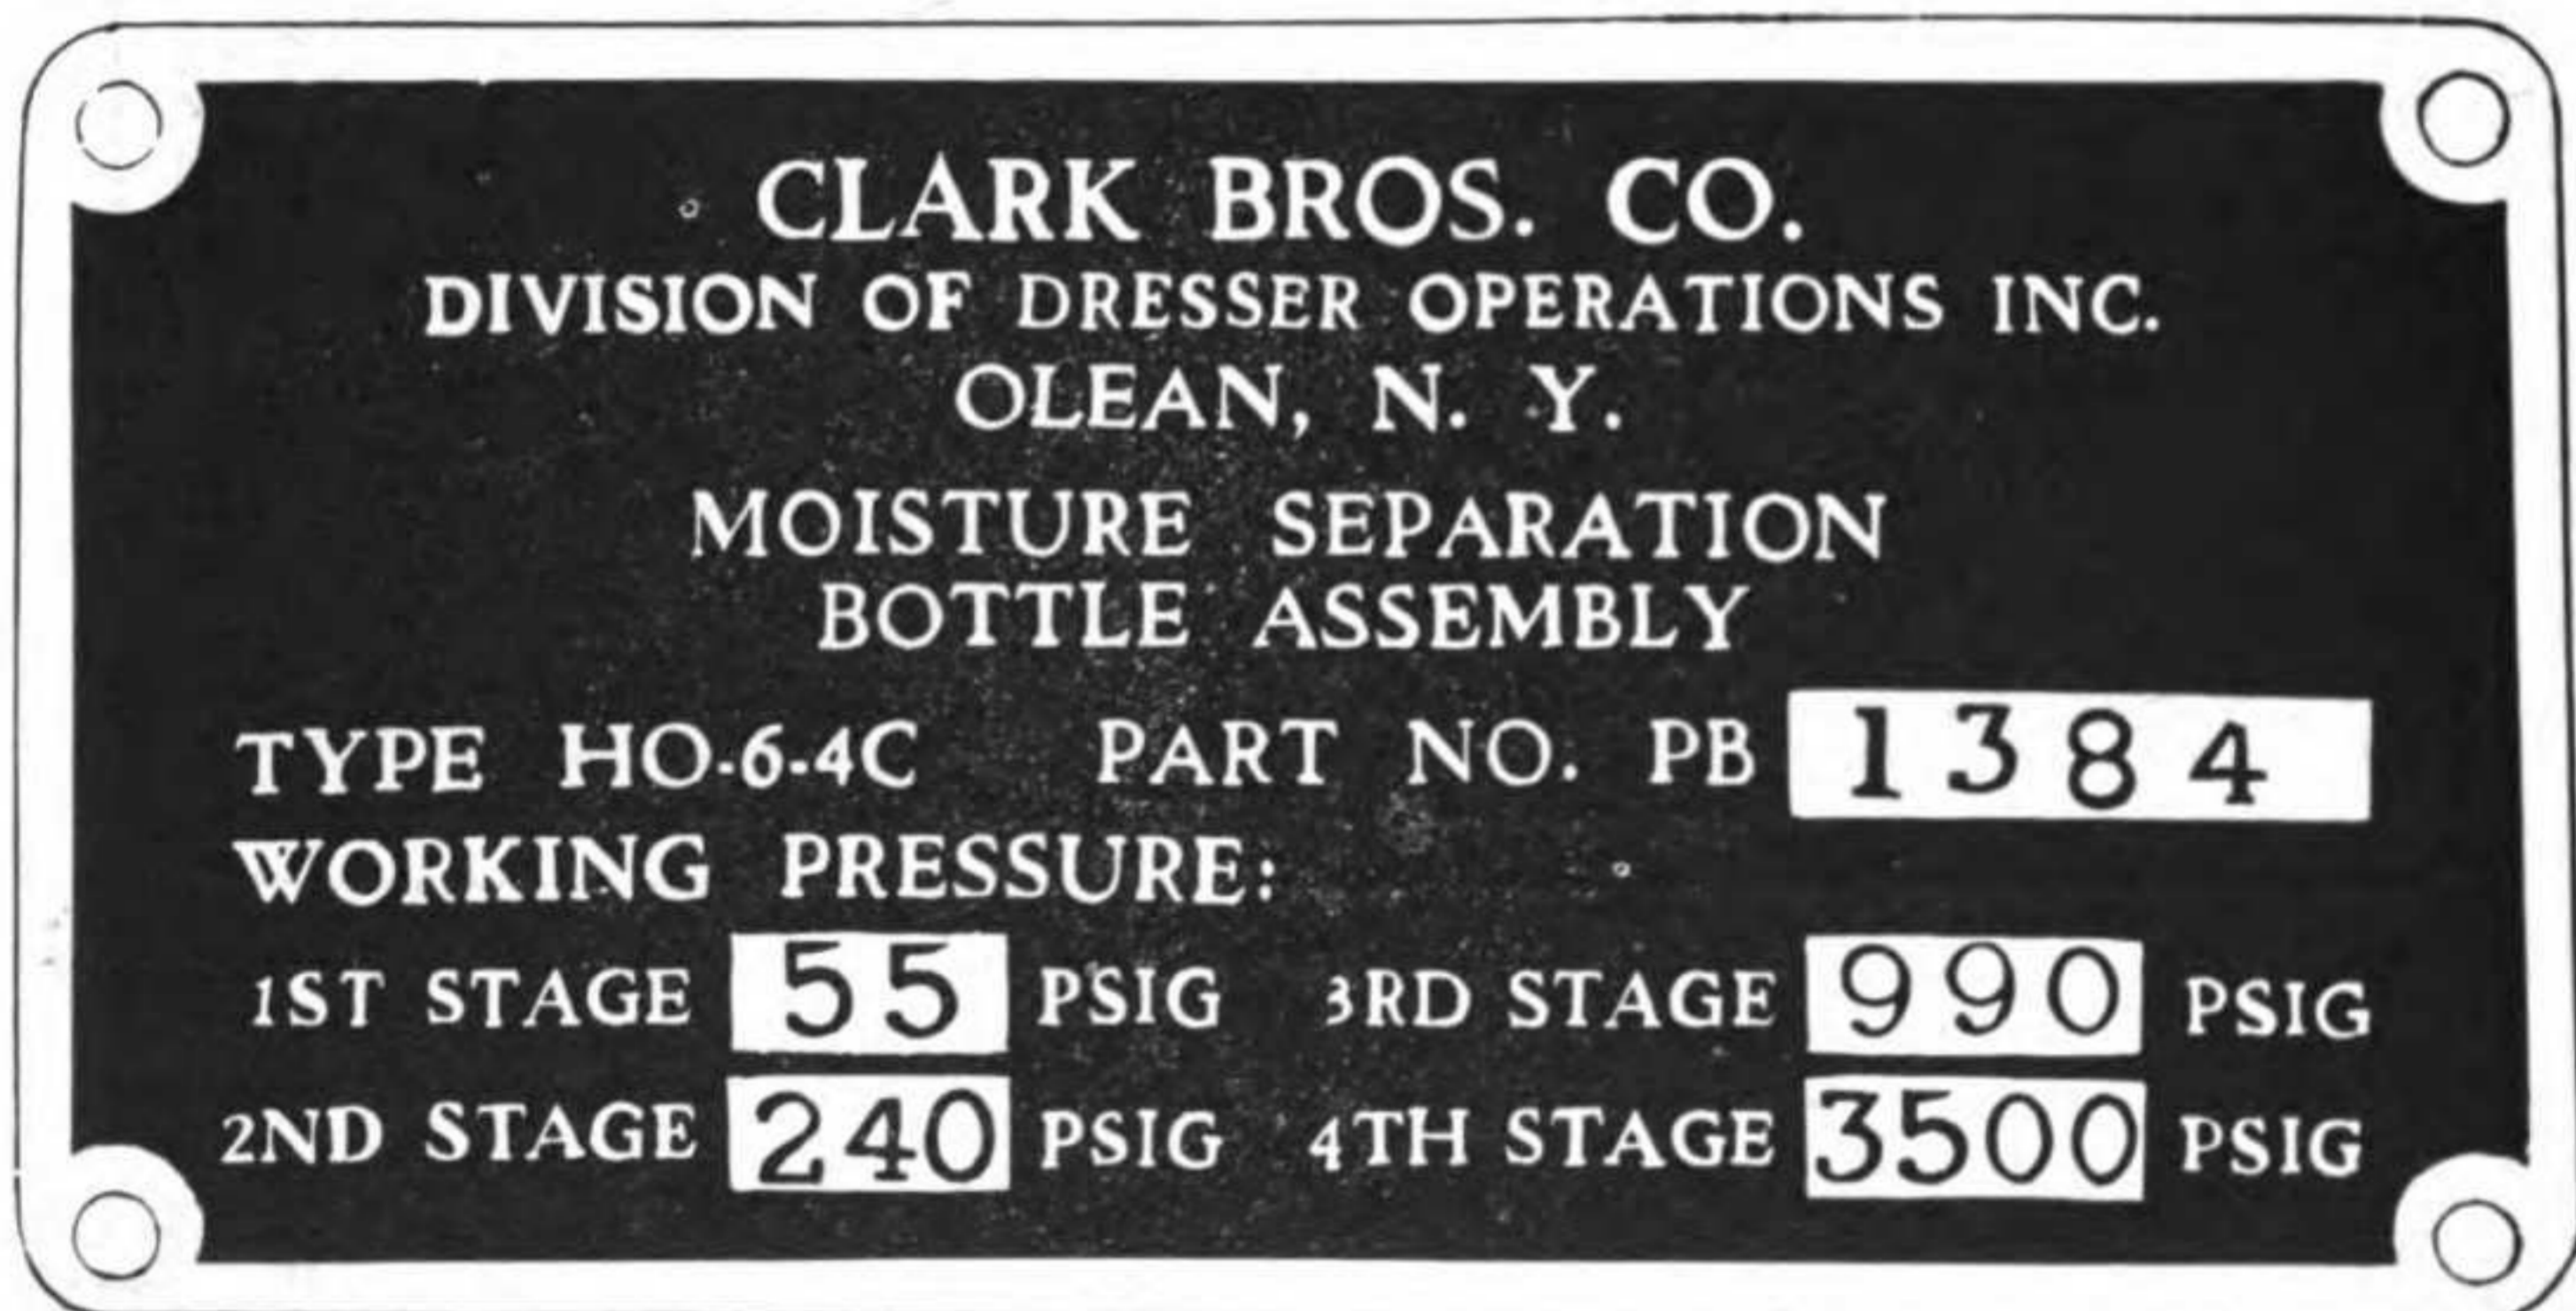 CLARK BROS. CO.
DIVISION OF DRESSER OPERATIONS INC.
OLEAN, N. Y.
MOISTURE SEPARATION
BOTTLE ASSEMBLY
TYPE HO-6-4C PART NO. PB 1384
WORKING PRESSURE:
1ST STAGE 55 PSIG 3RD STAGE 990 PSIG
2ND STAGE 240 PSIG 4TH STAGE 3500 PSIG